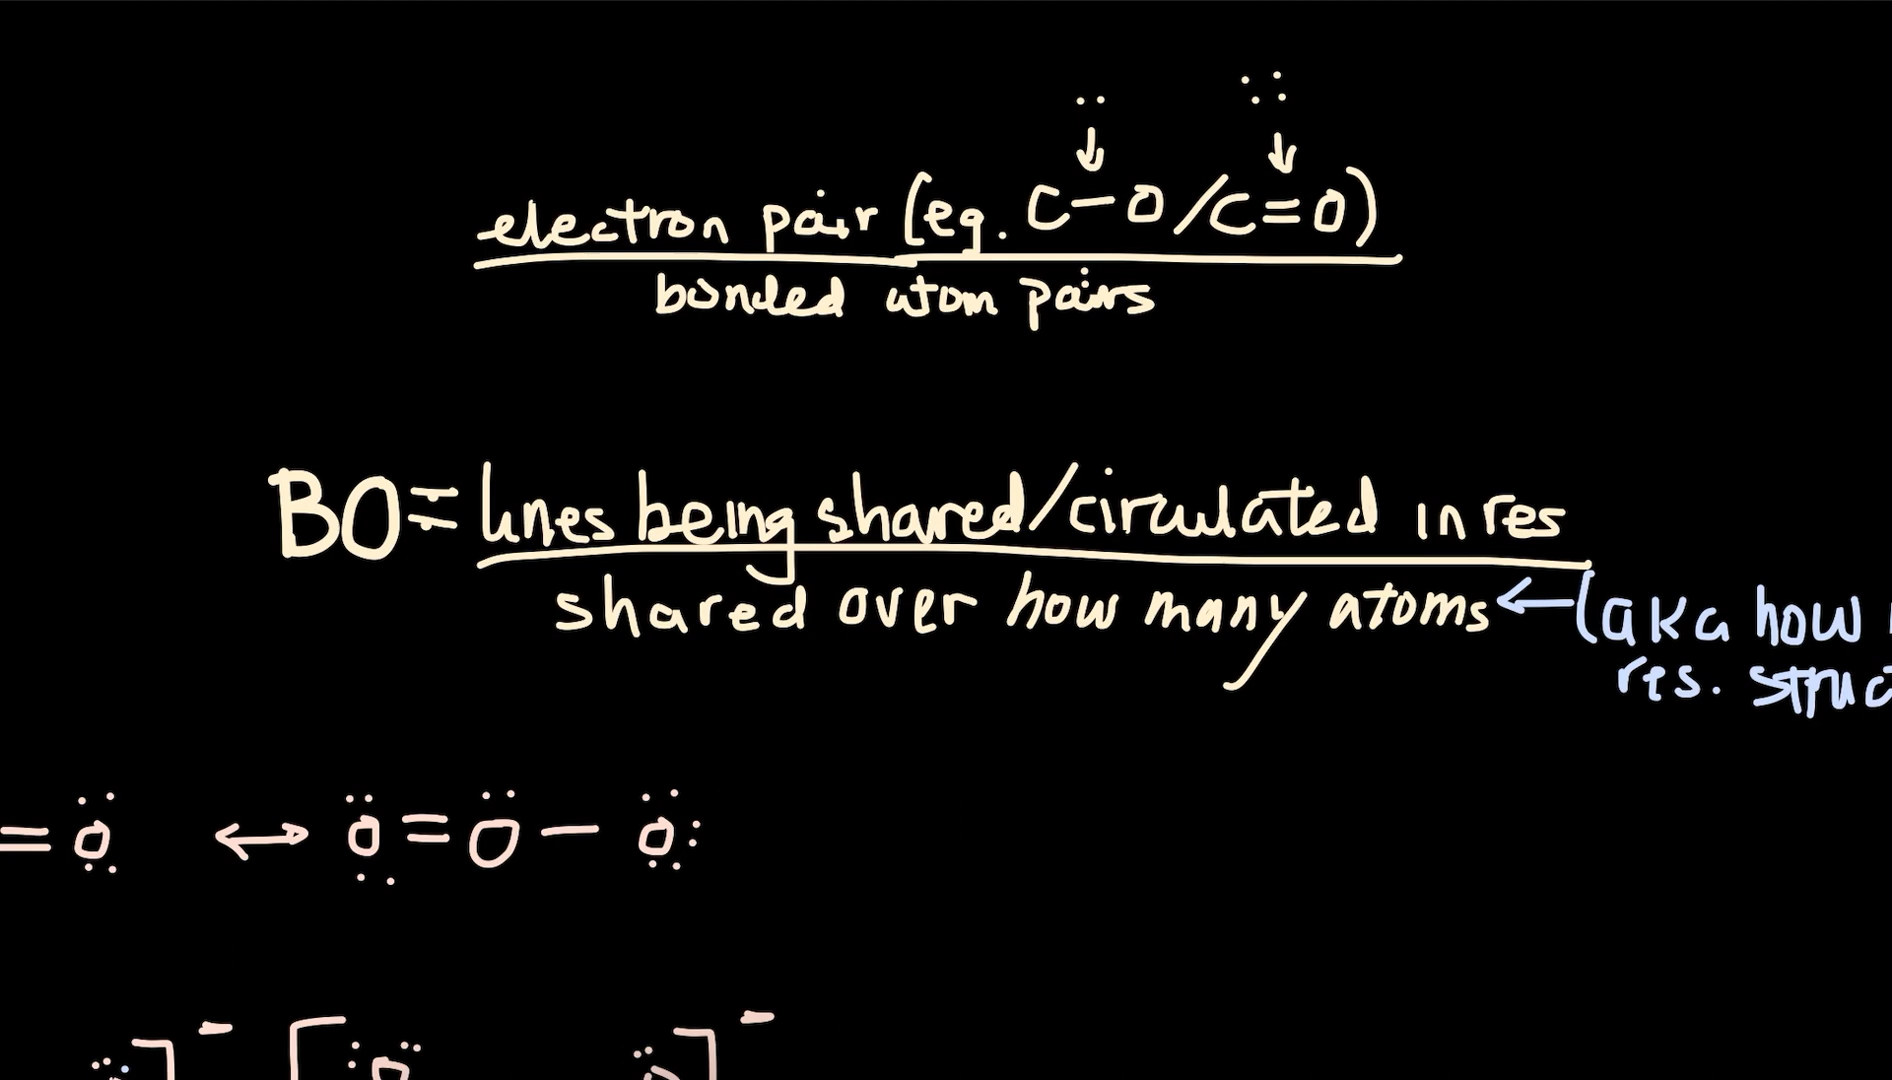 electron pair (eg. C-O/C=O)
bonded atom pairs
BO = lines being shared/circulated in res
shared over how many atoms ← (aka how
res. struc
= O ↔ O = O - O
] - [ O ] -